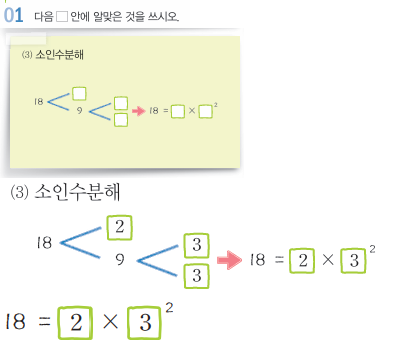 01 다음 □ 안에 알맞은 것을 쓰시오.
(3) 소인수분해
□
18
9
□
□
18 = □ × □²
(3) 소인수분해
2
18
9
3
3
18 = 2 × 3²
18 = 2 × 3²